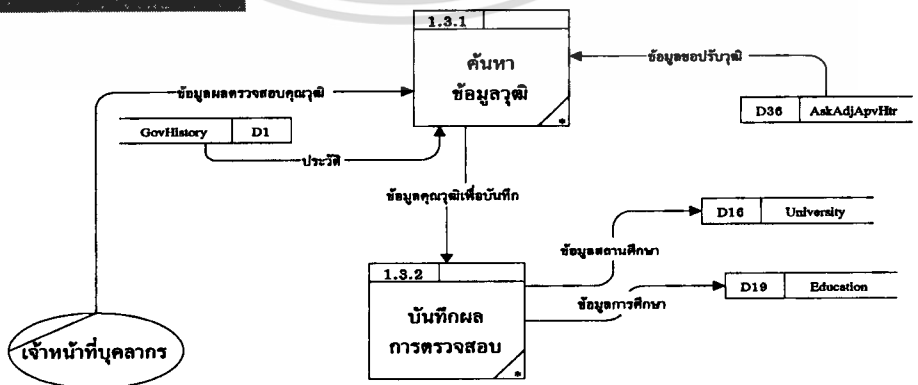 1.3.1
ค้นหา
ข้อมูลวุฒิ
*
ข้อมูลขอปรับวุฒิ
D36 AskAdjApvHtr
ข้อมูลผลตรวจสอบคุณวุฒิ
GovHistory D1
ประวัติ
ข้อมูลคุณวุฒิเพื่อบันทึก
D16 University
ข้อมูลสถานศึกษา
1.3.2
บันทึกผล
การตรวจสอบ
*
D19 Education
ข้อมูลการศึกษา
เจ้าหน้าที่บุคลากร